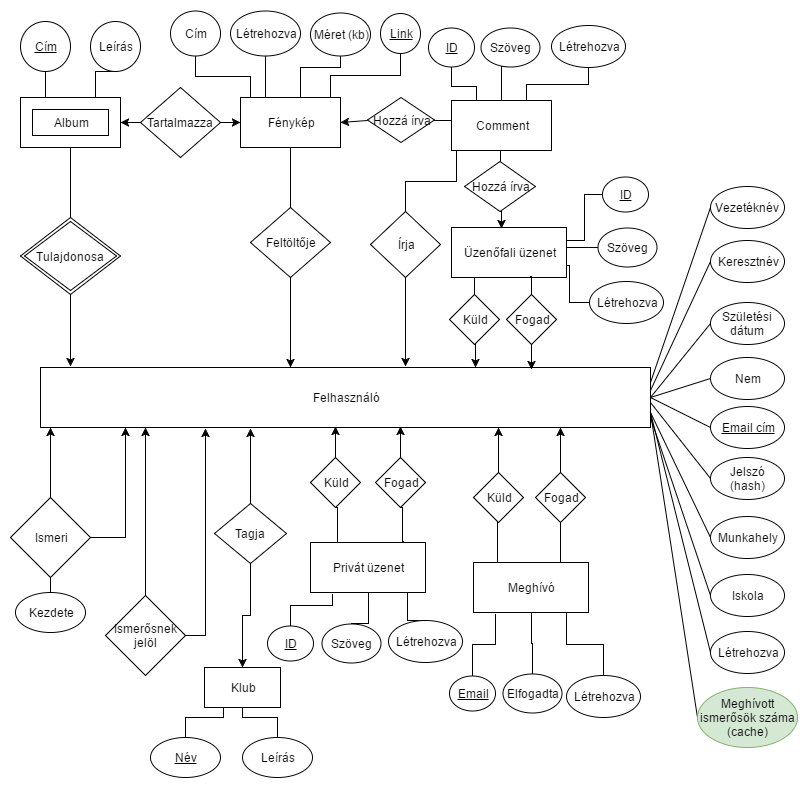 Cím
Leírás
Cím
Létrehozva
Méret (kb)
Link
ID
Szöveg
Létrehozva
Album
Tartalmazza
Fénykép
Hozzá írva
Comment
Hozzá írva
ID
Szöveg
Létrehozva
Vezetéknév
Keresztnév
Születési
dátum
Nem
Email cím
Jelszó
(hash)
Munkahely
Iskola
Létrehozva
Meghívott
ismerősök száma
(cache)
Tulajdonosa
Feltöltője
Írja
Üzenőfali üzenet
Küld
Fogad
Felhasználó
Ismeri
Kezdete
Ismerősnek
jelöl
Tagja
Küld
Fogad
Küld
Fogad
Privát üzenet
Meghívó
ID
Szöveg
Létrehozva
Email
Elfogadta
Létrehozva
Klub
Név
Leírás